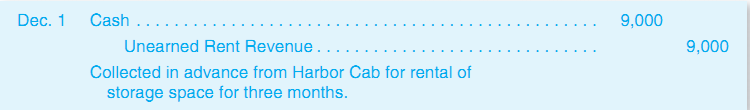 Dec. 1 Cash . . . . . . . . . . . . . . . . . . . . . . . . . . . . . . . . . . . . . . . . . . . . . . . . . . 9,000
Unearned Rent Revenue . . . . . . . . . . . . . . . . . . . . . . . . . . . . . . 9,000
Collected in advance from Harbor Cab for rental of
storage space for three months.